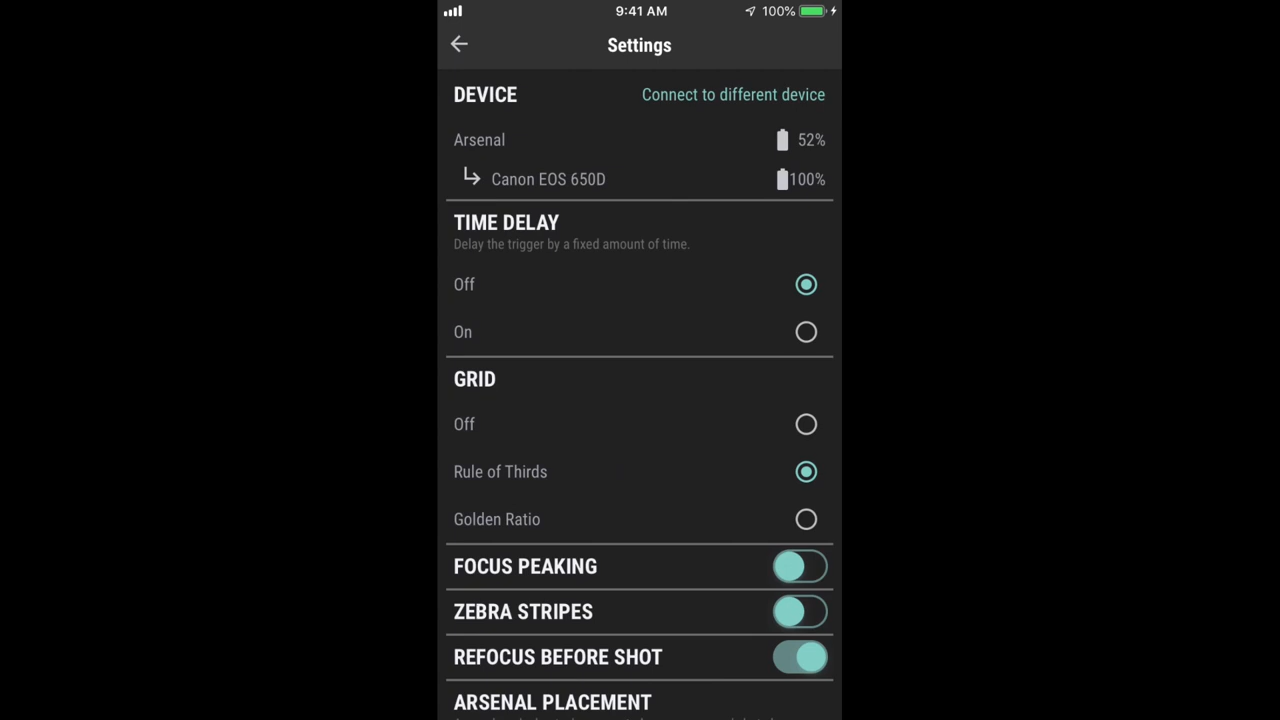 9:41 AM 100%
Settings
DEVICE Connect to different device
Arsenal 52%
Canon EOS 650D 100%
TIME DELAY
Delay the trigger by a fixed amount of time.
Off
On
GRID
Off
Rule of Thirds
Golden Ratio
FOCUS PEAKING
ZEBRA STRIPES
REFOCUS BEFORE SHOT
ARSENAL PLACEMENT